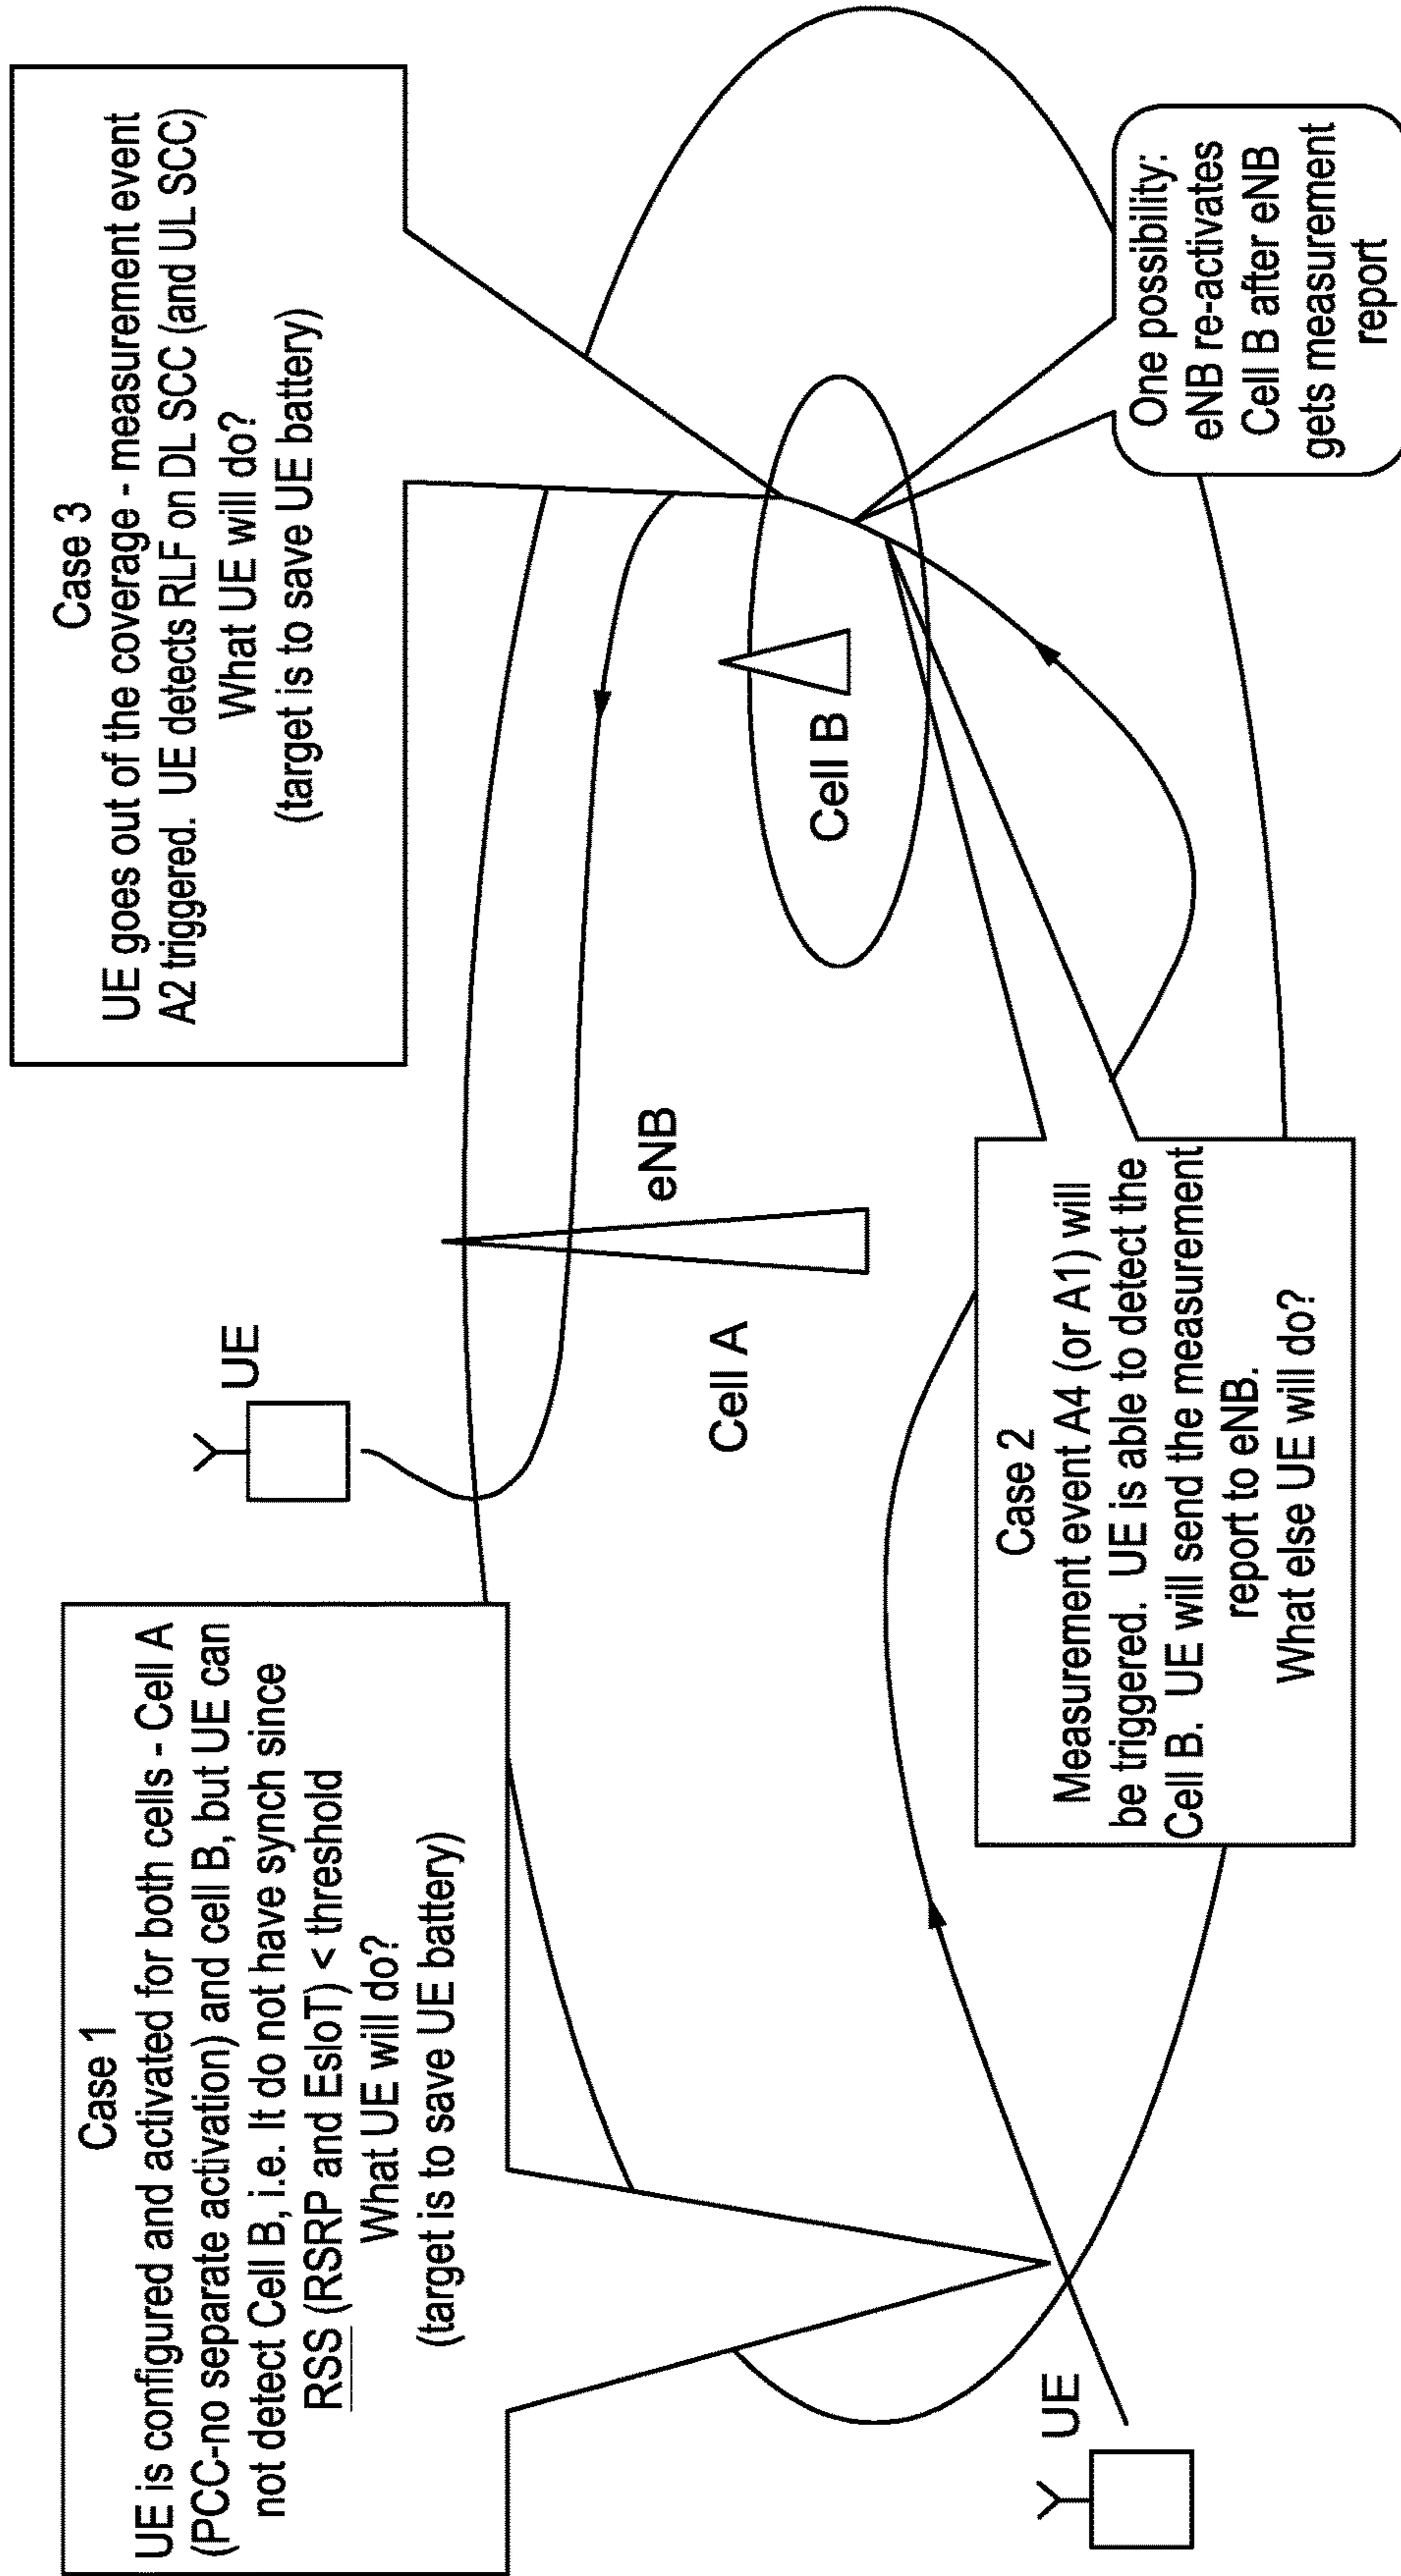 Case 1
UE is configured and activated for both cells - Cell A
(PCC-no separate activation) and cell B, but UE can
not detect Cell B, i.e. It do not have synch since
RSS (RSRP and EsIoT) < threshold
What UE will do?
(target is to save UE battery)
UE
Case 3
UE goes out of the coverage - measurement event
A2 triggered. UE detects RLF on DL SCC (and UL SCC)
What UE will do?
(target is to save UE battery)
eNB
Cell A
Cell B
UE
Case 2
Measurement event A4 (or A1) will
be triggered. UE is able to detect the
Cell B. UE will send the measurement
report to eNB.
What else UE will do?
One possibility:
eNB re-activates
Cell B after eNB
gets measurement
report